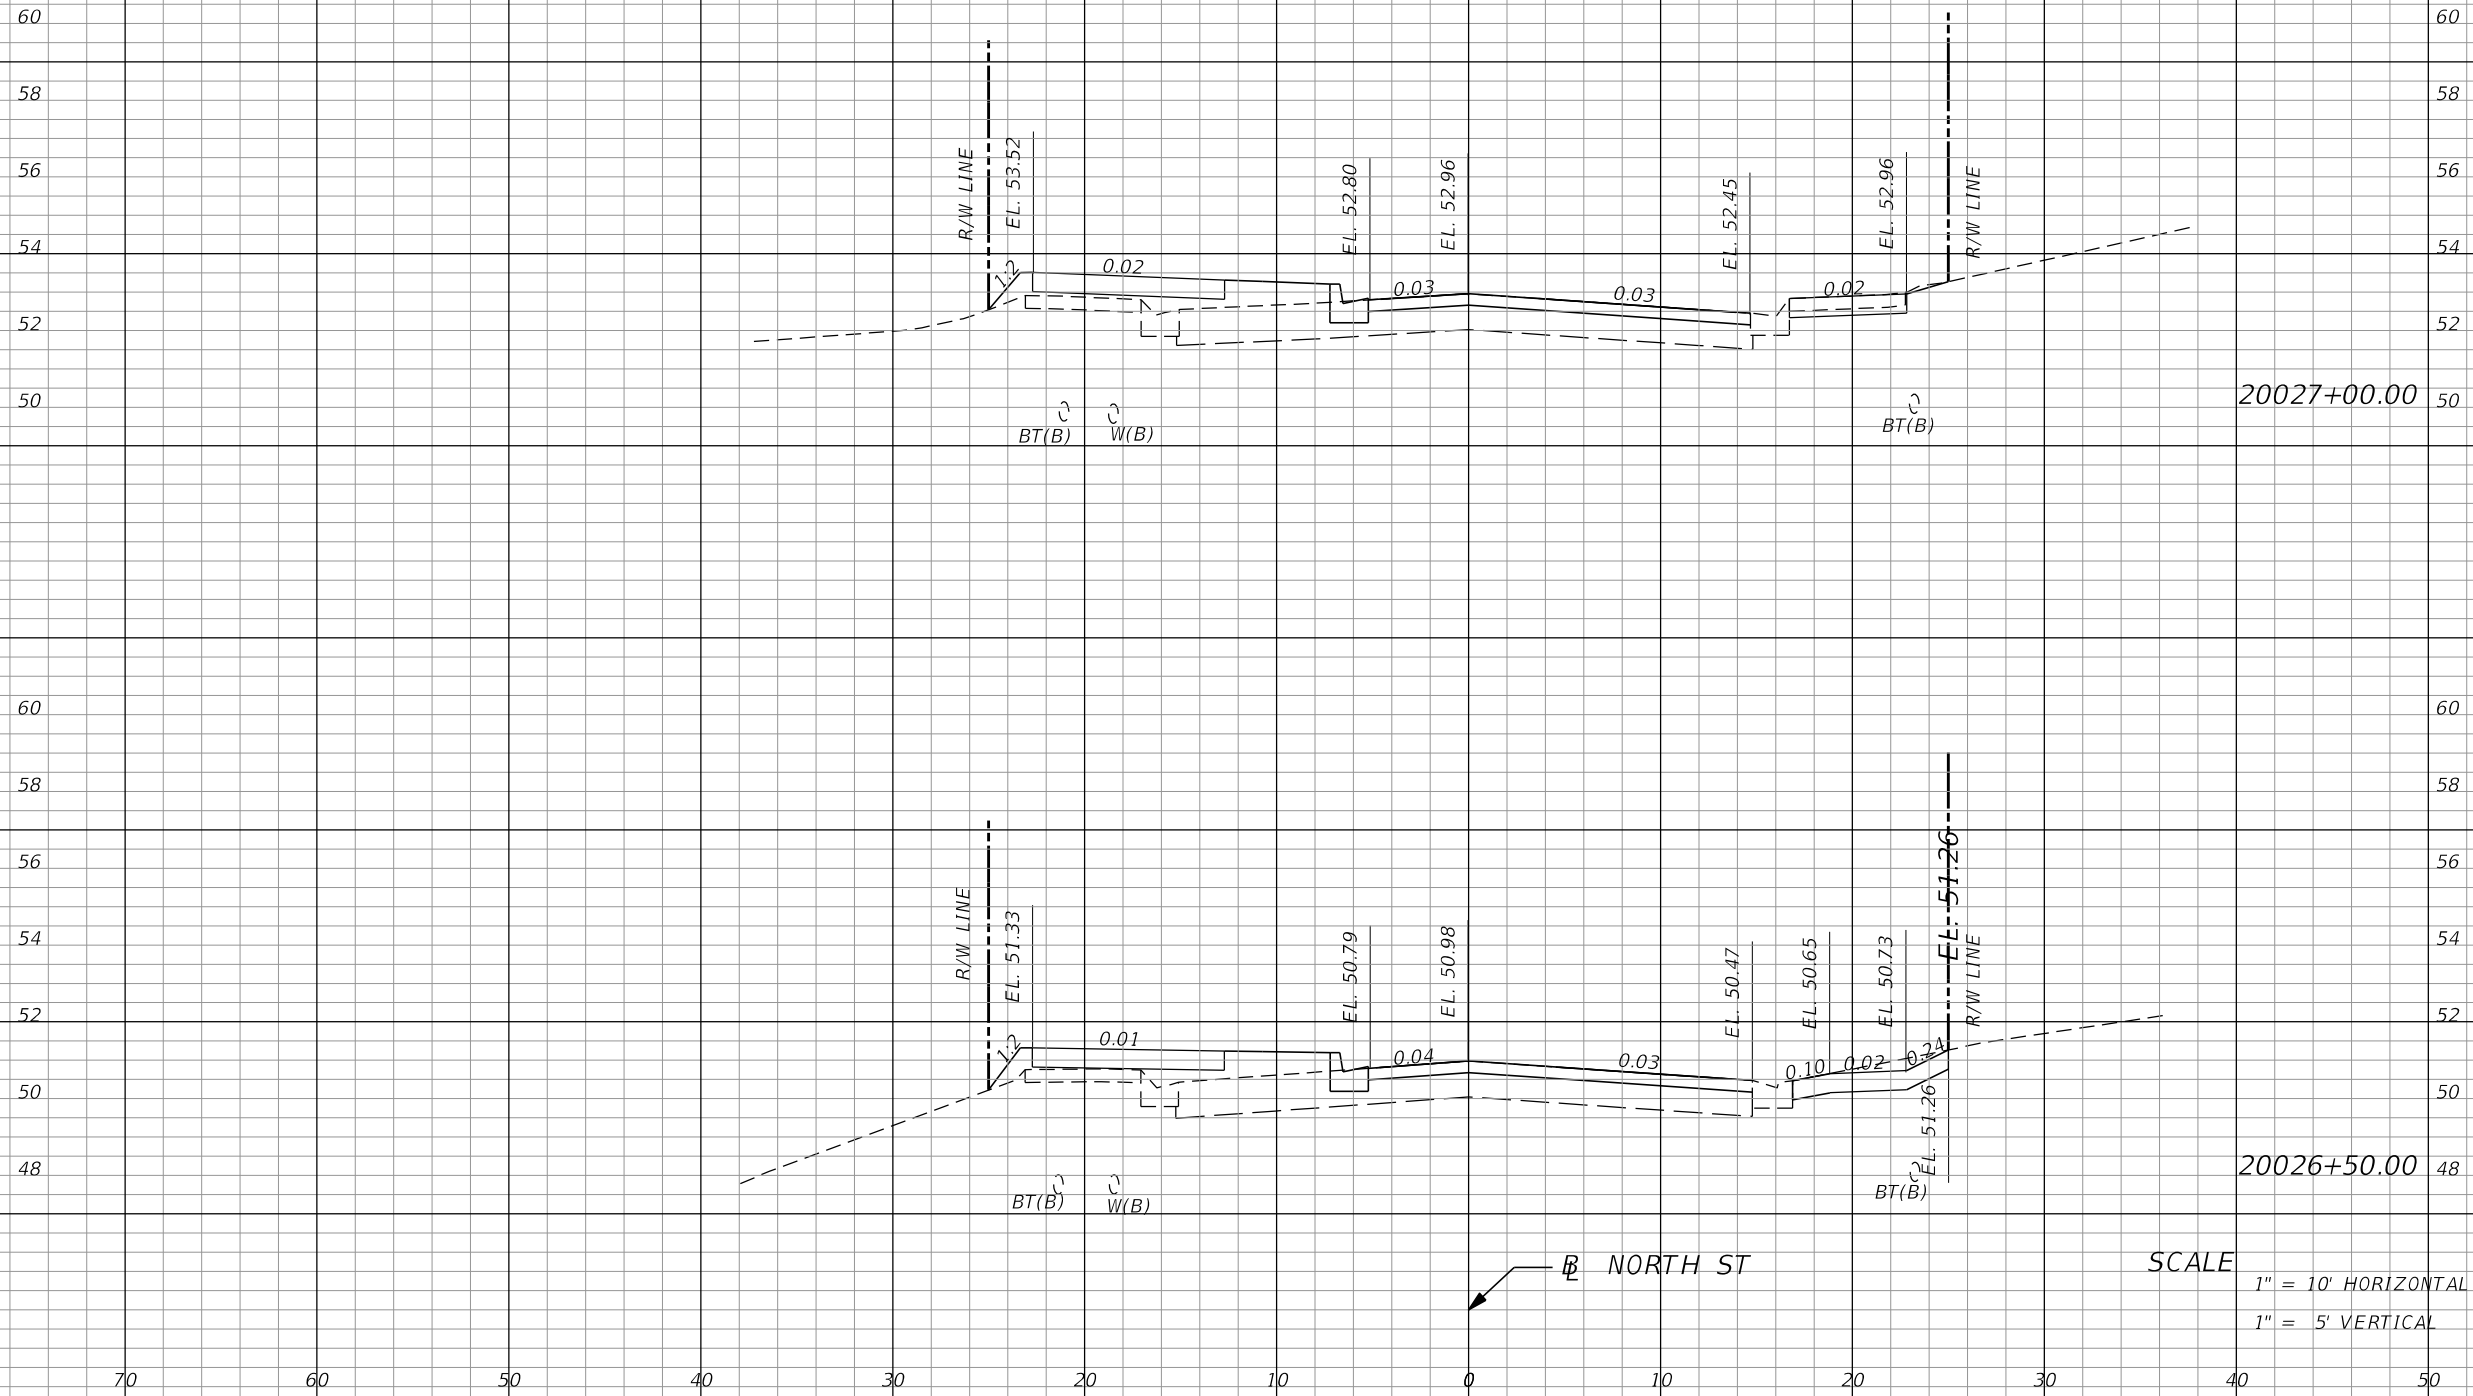 60 60
58 58
56 56
54 54
52 52
50 50
R/W LINE
EL. 53.52
EL. 52.80
EL. 52.96
EL. 52.45
EL. 52.96
R/W LINE
1:2
0.02
0.03
0.03
0.02
BT(B)
W(B)
BT(B)
20027+00.00
60 60
58 58
56 56
54 54
52 52
50 50
48 48
R/W LINE
EL. 51.33
EL. 50.79
EL. 50.98
EL. 50.47
EL. 50.65
EL. 50.73
EL. 51.26
R/W LINE
1:2
0.01
0.04
0.03
0.10
0.02
0.24
EL. 51.26
BT(B)
W(B)
BT(B)
20026+50.00
BL NORTH ST
SCALE
1" = 10' HORIZONTAL
1" = 5' VERTICAL
70 60 50 40 30 20 10 0 10 20 30 40 50